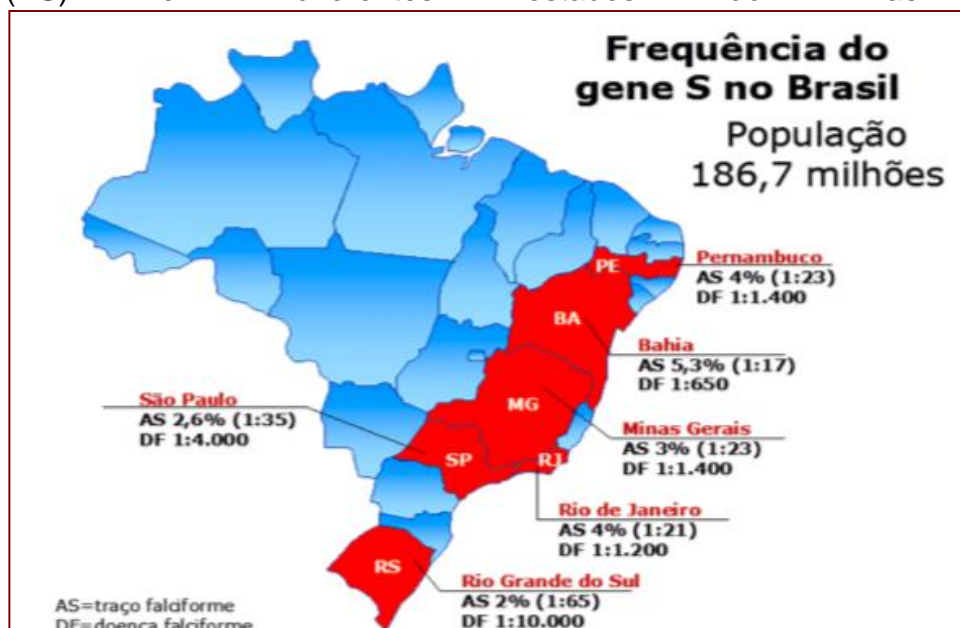 Frequência do
gene S no Brasil
População
186,7 milhões
PE
Pernambuco
AS 4% (1:23)
DF 1:1.400
BA
Bahia
AS 5,3% (1:17)
DF 1:650
São Paulo
AS 2,6% (1:35)
DF 1:4.000
MG
Minas Gerais
AS 3% (1:23)
DF 1:1.400
SP
RJ
Rio de Janeiro
AS 4% (1:21)
DF 1:1.200
RS
Rio Grande do Sul
AS 2% (1:65)
DF 1:10.000
AS=traço falciforme
DF=doença falciforme